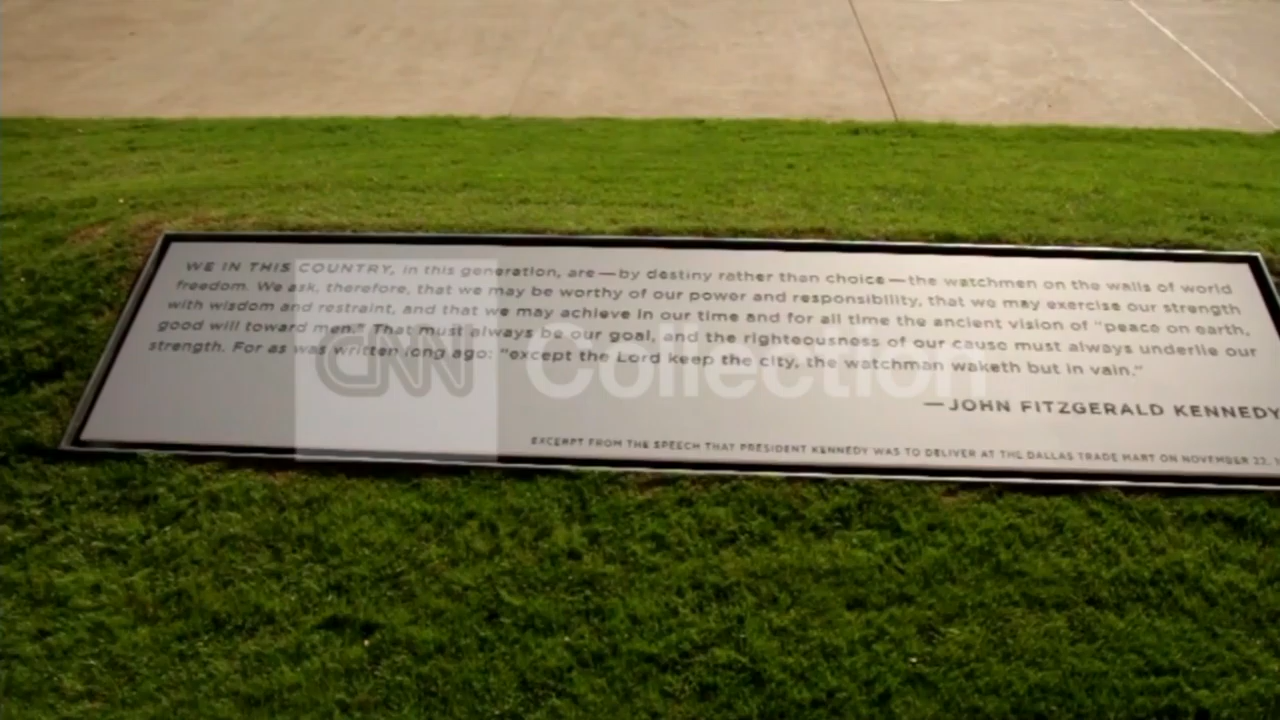 WE IN THIS COUNTRY, in this generation, are—by destiny rather than choice—the watchmen on the walls of world
freedom. We ask, therefore, that we may be worthy of our power and responsibility, that we may exercise our strength
with wisdom and restraint, and that we may achieve in our time and for all time the ancient vision of "peace on earth,
good will toward men." That must always be our goal, and the righteousness of our cause must always underlie our
strength. For as was written long ago: "except the Lord keep the city, the watchman waketh but in vain."
CNN Collection
—JOHN FITZGERALD KENNEDY
EXCERPT FROM THE SPEECH THAT PRESIDENT KENNEDY WAS TO DELIVER AT THE DALLAS TRADE MART ON NOVEMBER 22,